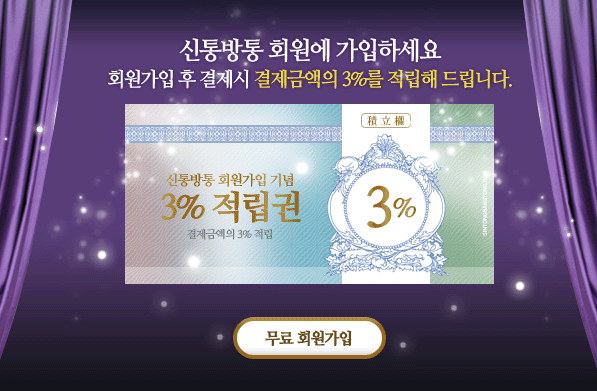 신통방통 회원에 가입하세요
회원가입 후 결제시 결제금액의 3%를 적립해 드립니다.
積立權
신통방통 회원가입 기념
3% 적립권
결제금액의 3% 적립
3%
무료 회원가입